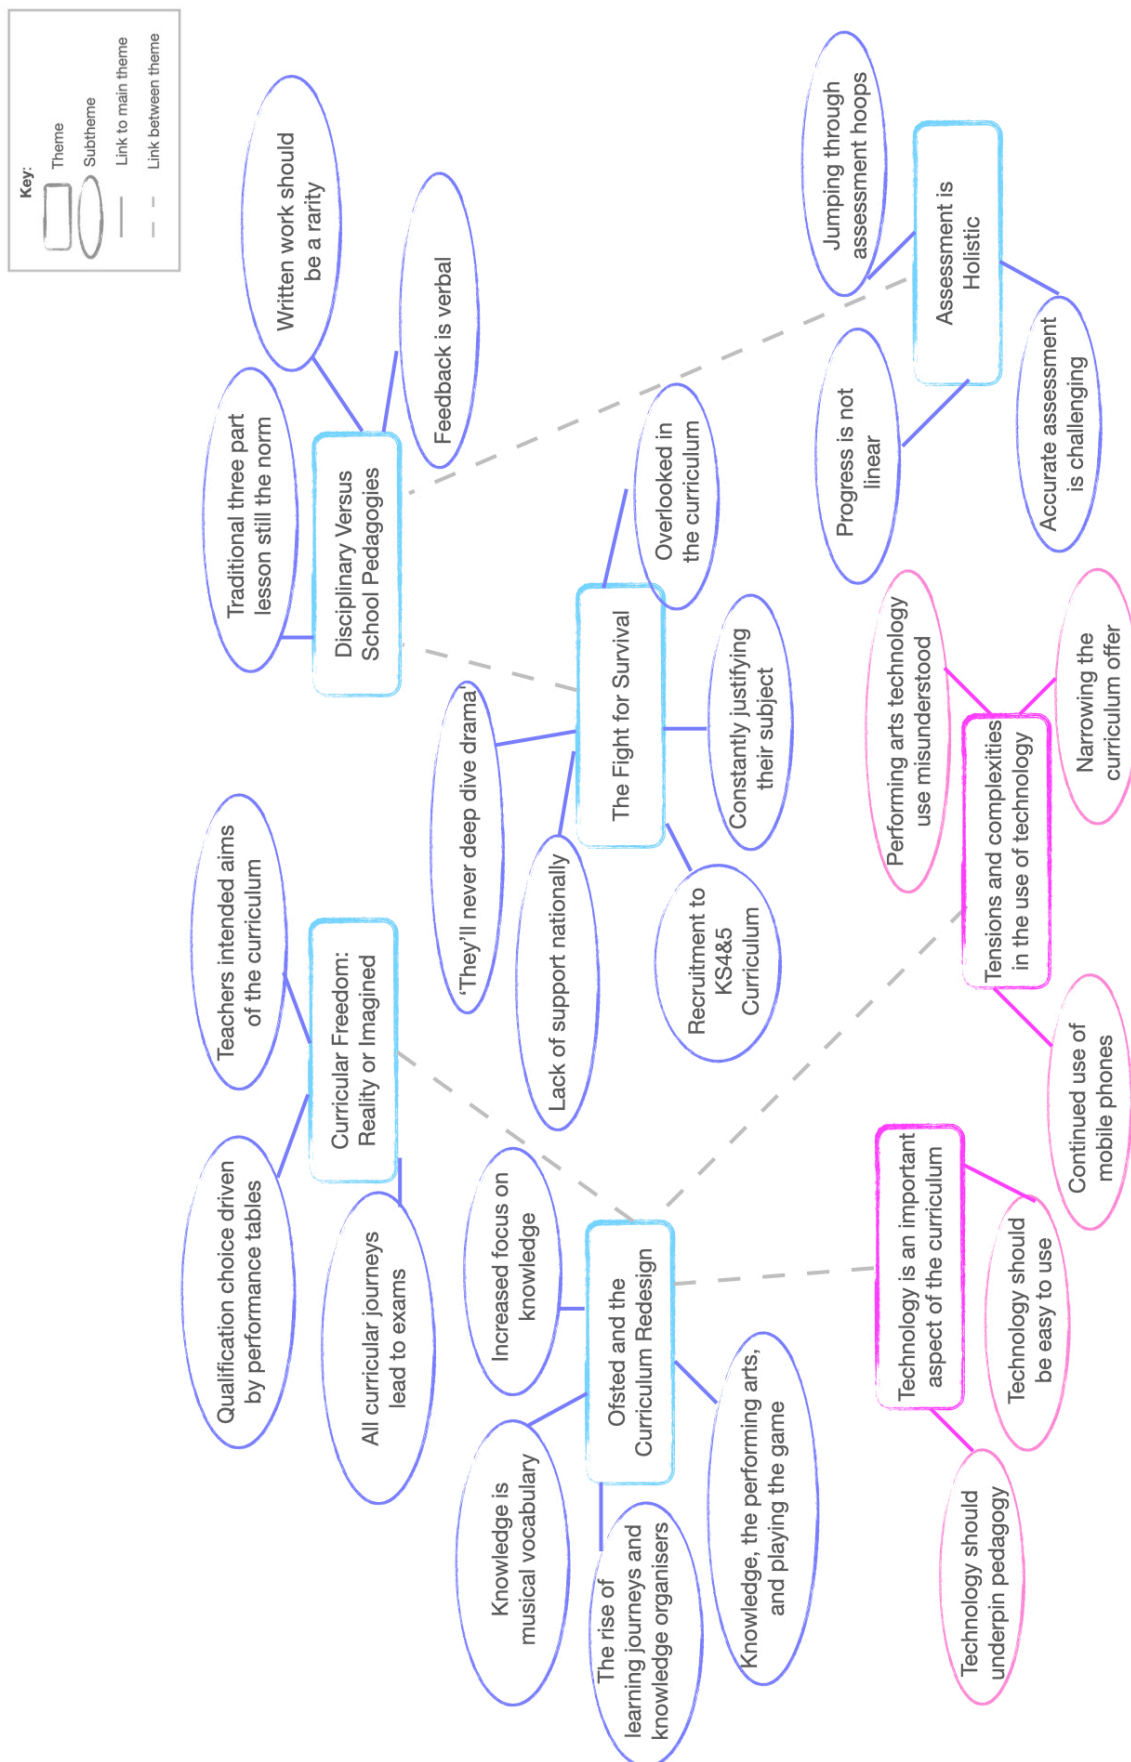 Key:
Theme
Subtheme
Link to main theme
Link between theme
Qualification choice driven
by performance tables
Teachers intended aims
of the curriculum
Traditional three part
lesson still the norm
Written work should
be a rarity
All curricular journeys
lead to exams
Curricular Freedom:
Reality or Imagined
Disciplinary Versus
School Pedagogies
Feedback is verbal
Knowledge is
musical vocabulary
Increased focus on
knowledge
‘They’ll never deep dive drama’
Lack of support nationally
The rise of
learning journeys and
knowledge organisers
Ofsted and the
Curriculum Redesign
The Fight for Survival
Overlooked in
the curriculum
Knowledge, the performing arts,
and playing the game
Recruitment to
KS4&5
Curriculum
Constantly justifying
their subject
Progress is not
linear
Jumping through
assessment hoops
Technology is an important
aspect of the curriculum
Performing arts technology
use misunderstood
Assessment is
Holistic
Technology should
underpin pedagogy
Technology should
be easy to use
Tensions and complexities
in the use of technology
Accurate assessment
is challenging
Continued use of
mobile phones
Narrowing the
curriculum offer